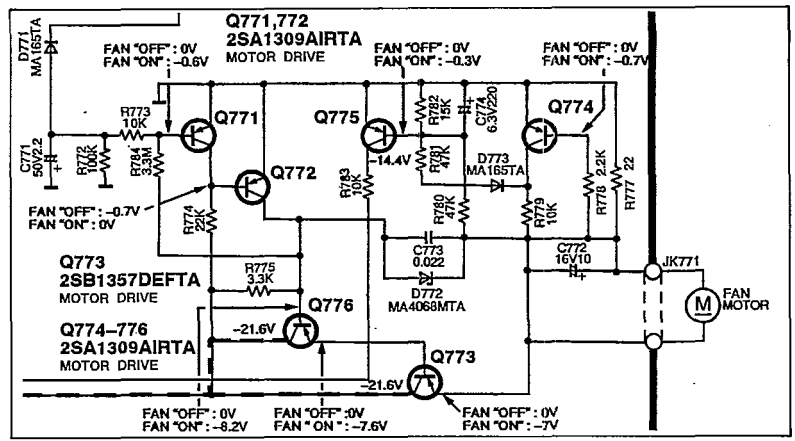 Q771,772
2SA1309AIRTA
MOTOR DRIVE
FAN "OFF" : 0V
FAN "ON" : –0.6V
FAN "OFF" : 0V
FAN "ON" : –0.3V
FAN "OFF" : 0V
FAN "ON" : –0.7V
D771
MA165TA
R773
10K
Q771
Q775
R782
15K
C774
6.3V220
Q774
C771
50V2.2
R772
100K
R784
3.3M
Q772
–14.4V
R783
10K
R781
47K
D773
MA165TA
R778 2.2K
R777 22
FAN "OFF" : –0.7V
FAN "ON" : 0V
R774
22K
R780
47K
R779
10K
C773
0.022
C772
16V10
JK771
Q773
2SB1357DEFTA
MOTOR DRIVE
R775
3.3K
D772
MA4068MTA
M
FAN
MOTOR
Q776
Q774–776
2SA1309AIRTA
MOTOR DRIVE
–21.6V
Q773
–21.6V
FAN "OFF" : 0V
FAN "ON" : –8.2V
FAN "OFF" : 0V
FAN "ON" : –7.6V
FAN "OFF" : 0V
FAN "ON" : –7V